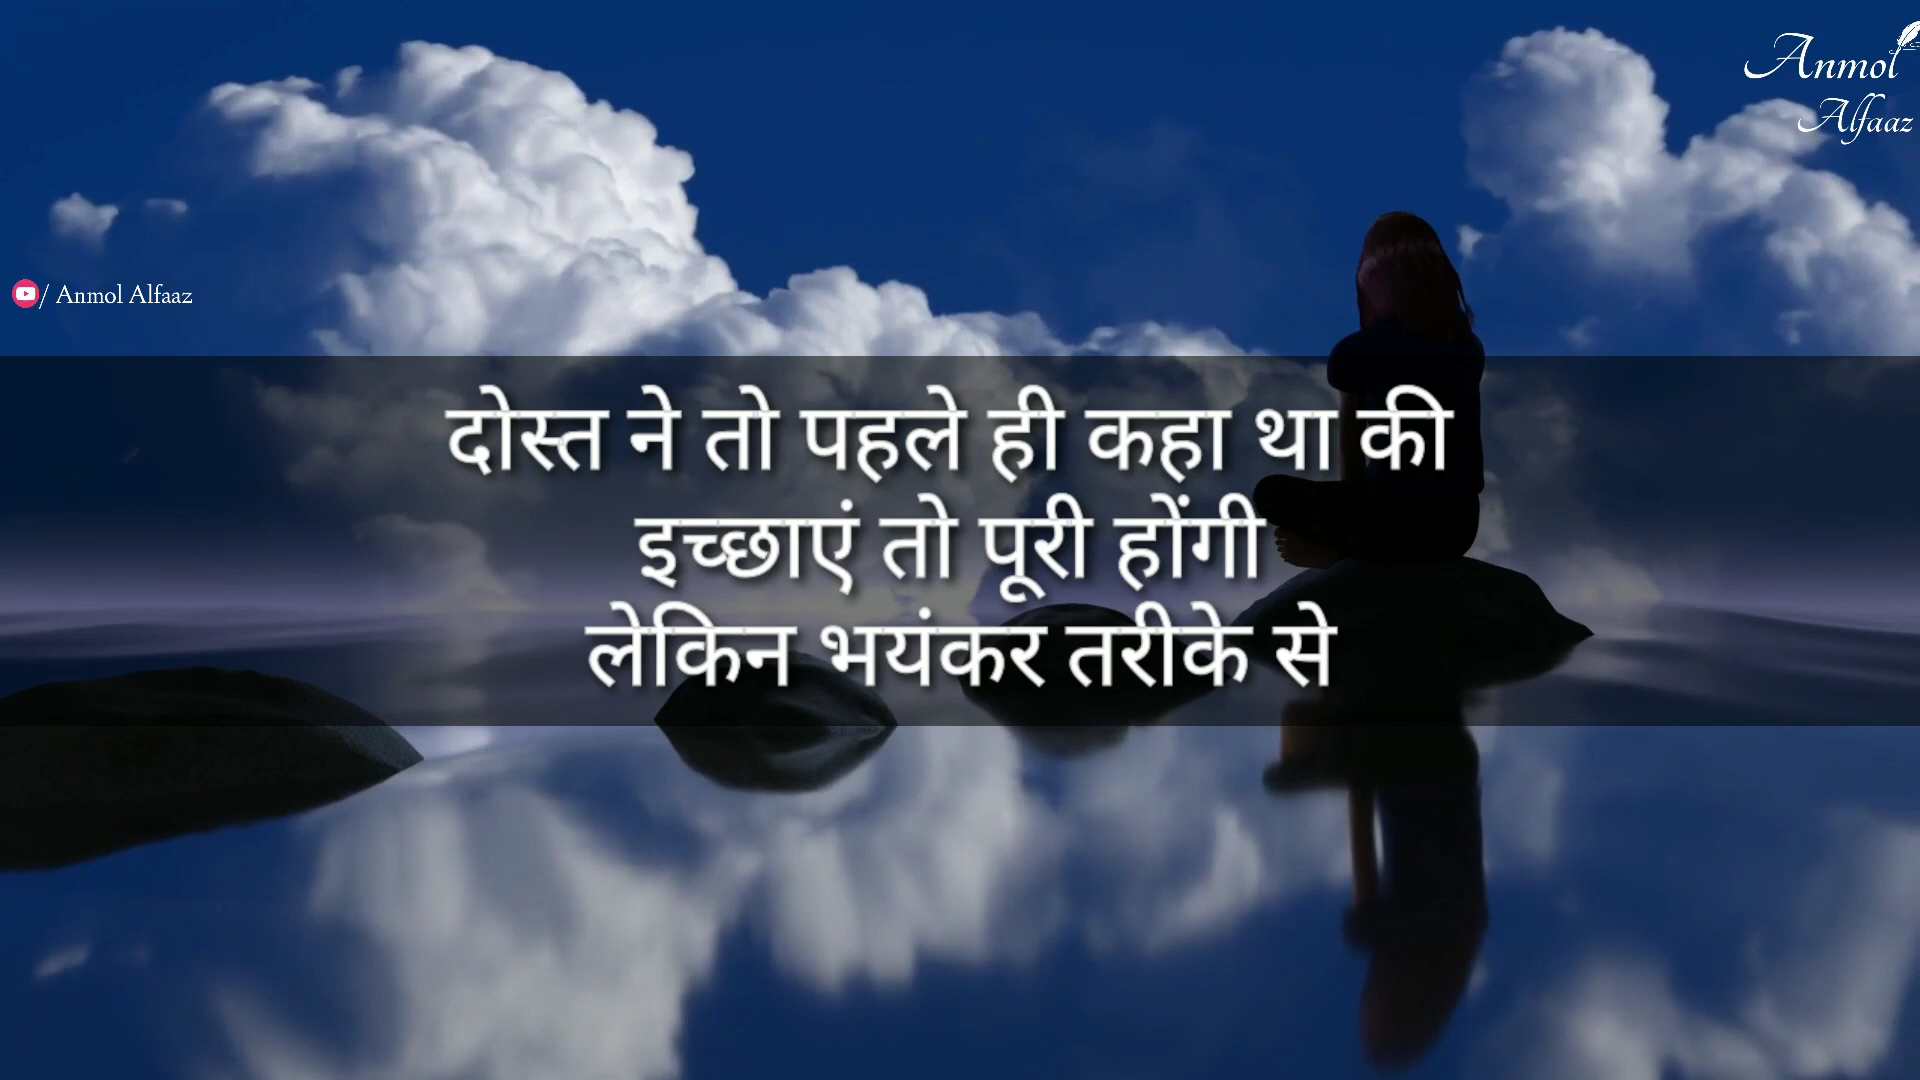 Anmol
Alfaaz
/ Anmol Alfaaz
दोस्त ने तो पहले ही कहा था की
इच्छाएं तो पूरी होंगी
लेकिन भयंकर तरीके से